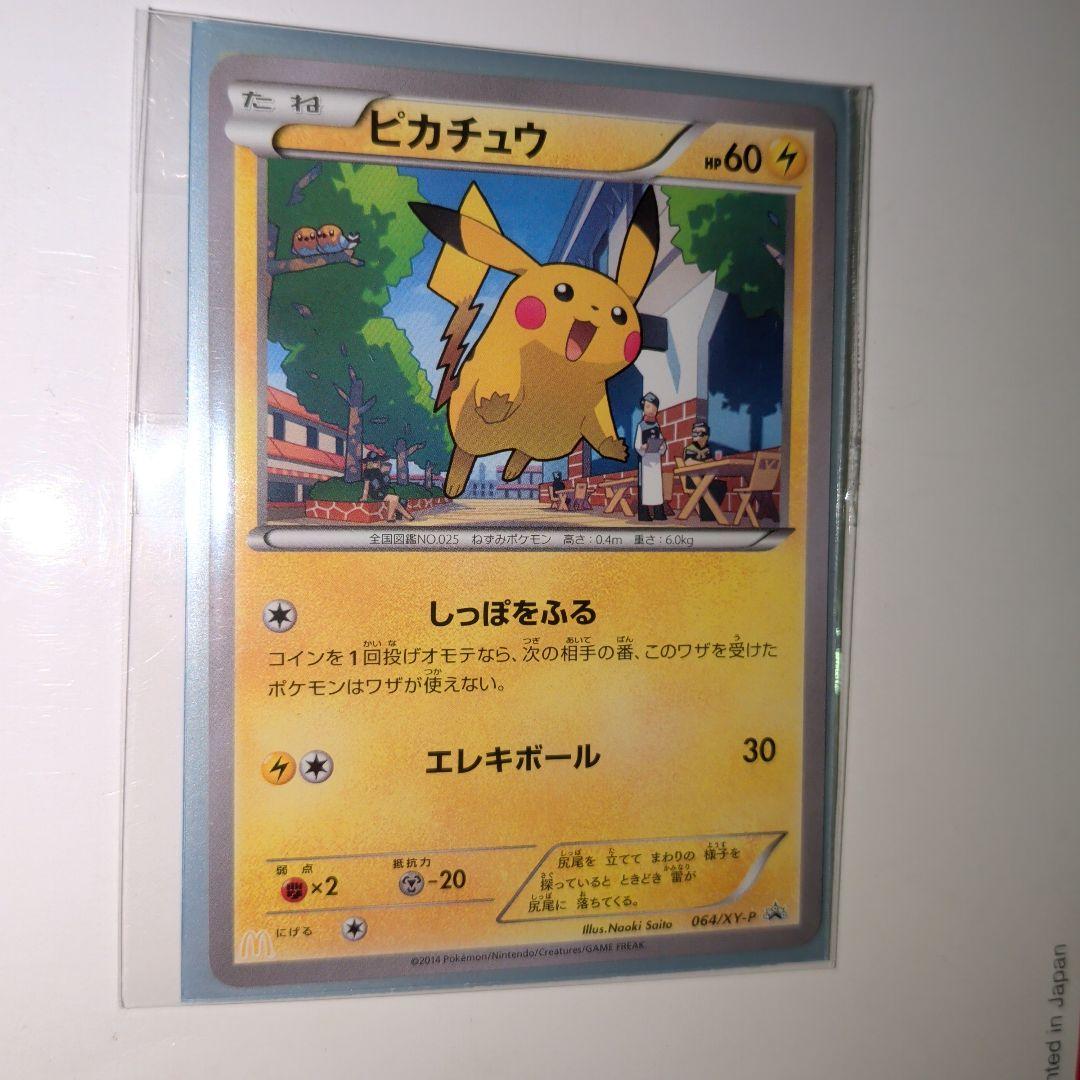 たね
ピカチュウ
HP60
全国図鑑NO.025 ねずみポケモン 高さ：0.4m 重さ：6.0kg
しっぽをふる
コインを1回投げオモテなら、次の相手の番、このワザを受けた
ポケモンはワザが使えない。
エレキボール 30
弱点 抵抗力
×2 -20
にげる
尻尾を 立てて まわりの 様子を
探っていると ときどき 雷が
尻尾に 落ちてくる。
Illus.Naoki Saito 064/XY-P
©2014 Pokémon/Nintendo/Creatures/GAME FREAK
nted in Japan